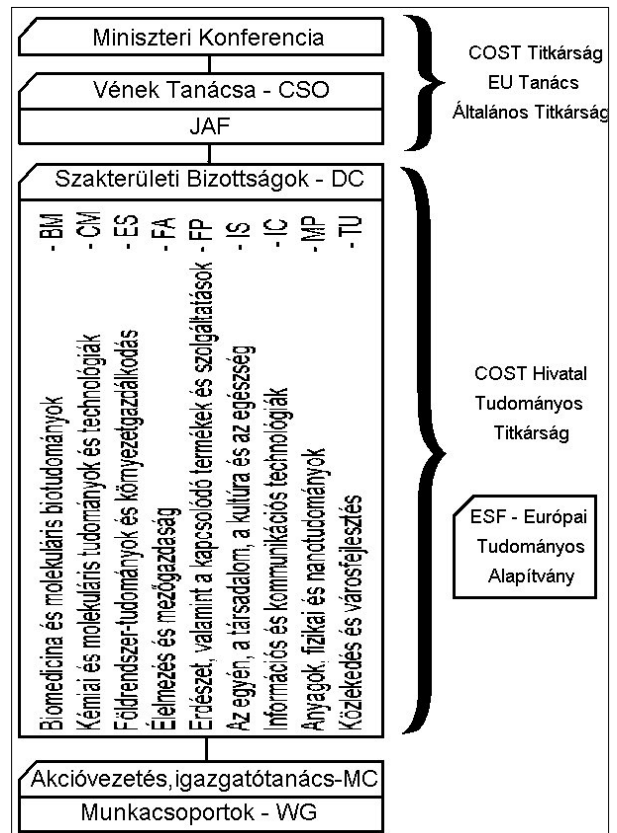 Miniszteri Konferencia
Vének Tanácsa - CSO
JAF
COST Titkárság
EU Tanács
Általános Titkárság
Szakterületi Bizottságok - DC
Biomedicina és molekuláris biotudományok - BM
Kémiai és molekuláris tudományok és technológiák - CM
Földrendszer-tudományok és környezetgazdálkodás - ES
Élelmezés és mezőgazdaság - FA
Erdészet, valamint a kapcsolódó termékek és szolgáltatások - FP
Az egyén, a társadalom, a kultúra és az egészség - IS
Információs és kommunikációs technológiák - IC
Anyagok, fizikai és nanotudományok - MP
Közlekedés és városfejlesztés - TU
COST Hivatal
Tudományos
Titkárság
ESF - Európai
Tudományos
Alapítvány
Akcióvezetés,igazgatótanács-MC
Munkacsoportok - WG